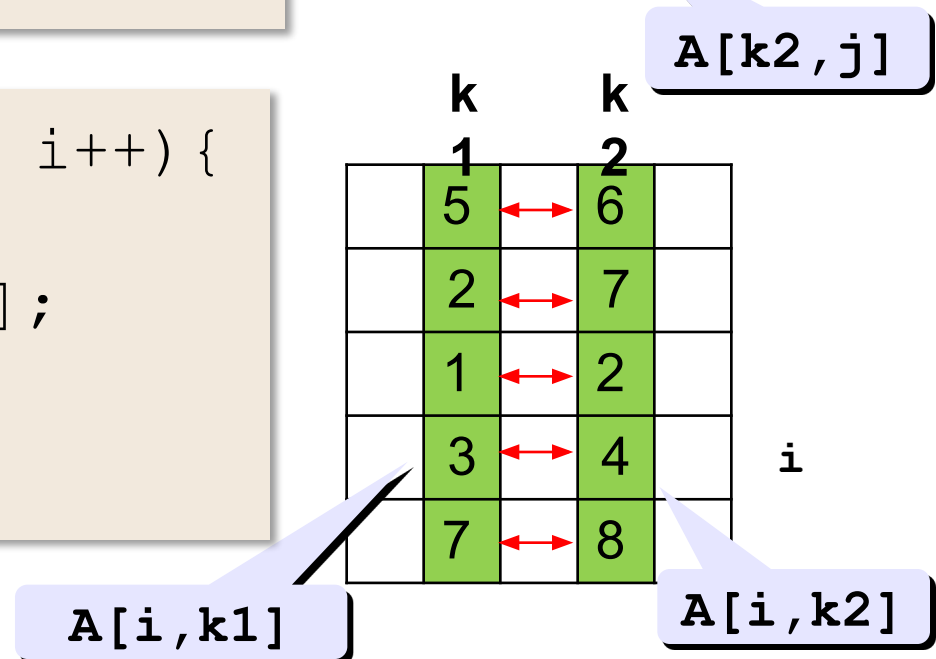 A[k2,j]
i++){
];
k k
1 2
5 6
2 7
1 2
3 4 i
7 8
A[i,k1] A[i,k2]